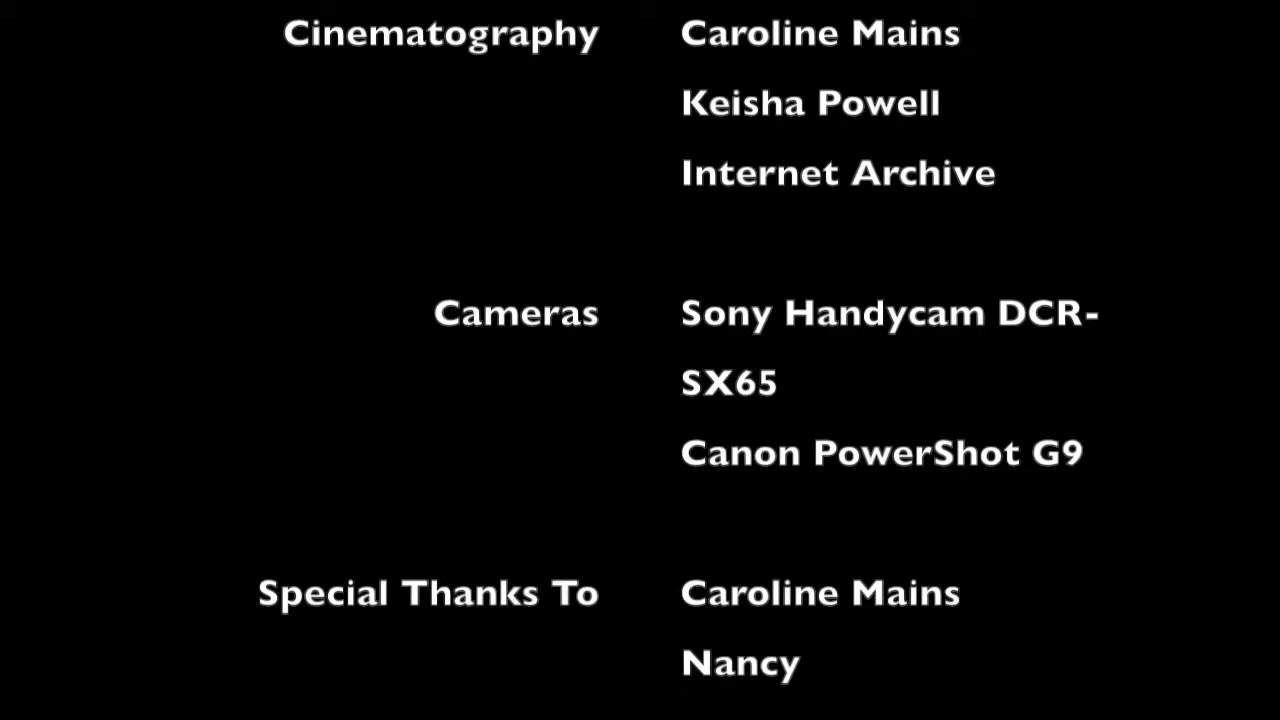 Cinematography Caroline Mains
Keisha Powell
Internet Archive
Cameras Sony Handycam DCR-
SX65
Canon PowerShot G9
Special Thanks To Caroline Mains
Nancy